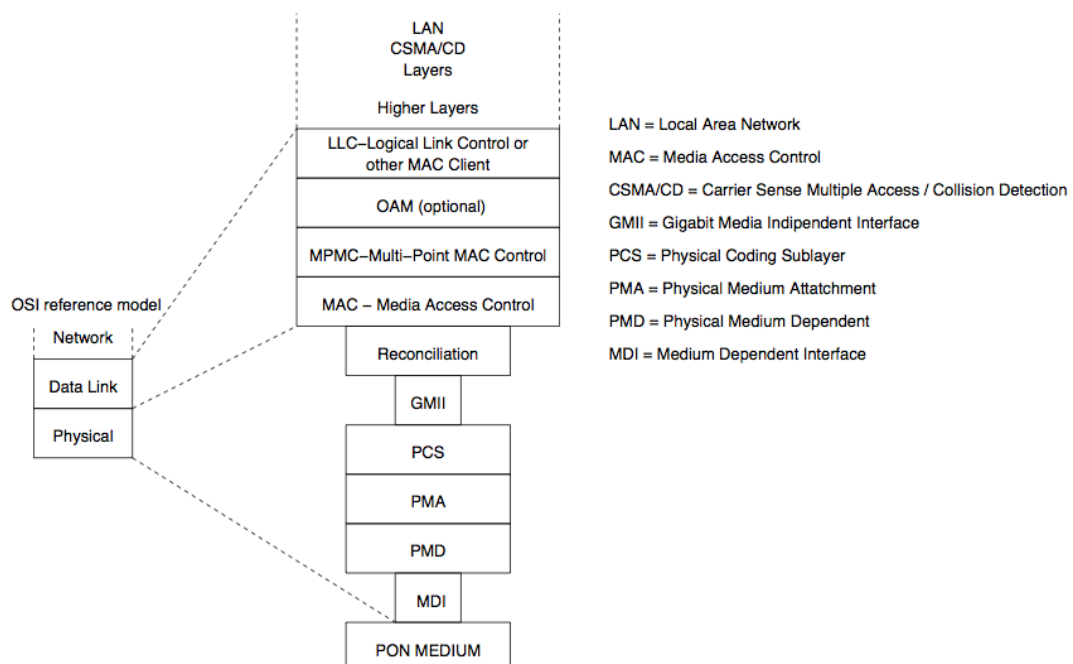 LAN
CSMA/CD
Layers
Higher Layers
LLC–Logical Link Control or
other MAC Client
OAM (optional)
MPMC–Multi–Point MAC Control
MAC – Media Access Control
Reconciliation
GMII
PCS
PMA
PMD
MDI
PON MEDIUM
OSI reference model
Network
Data Link
Physical
LAN = Local Area Network
MAC = Media Access Control
CSMA/CD = Carrier Sense Multiple Access / Collision Detection
GMII = Gigabit Media Indipendent Interface
PCS = Physical Coding Sublayer
PMA = Physical Medium Attatchment
PMD = Physical Medium Dependent
MDI = Medium Dependent Interface